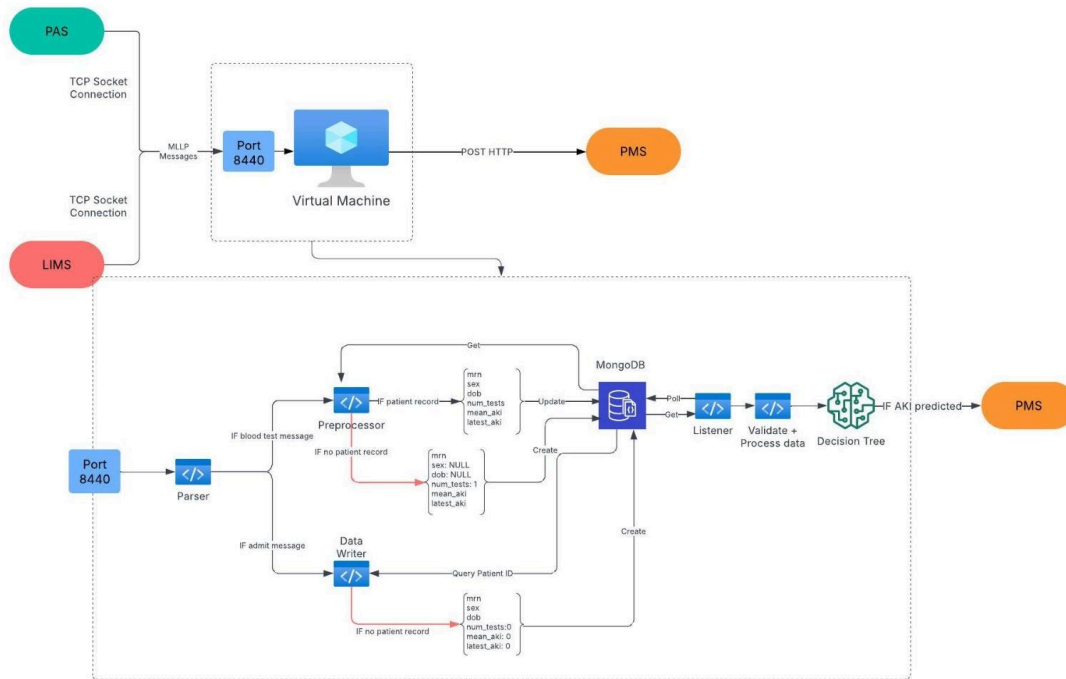 PAS
TCP Socket
Connection
MLLP
Messages
Port
8440
Virtual Machine
POST HTTP
PMS
TCP Socket
Connection
LIMS
Get
MongoDB
mrn
sex
dob
num_tests
mean_aki
latest_aki
IF patient record
Update
Preprocessor
IF blood test message
IF no patient record
mrn
sex: NULL
dob: NULL
num_tests: 1
mean_aki
latest_aki
Create
Poll
Get
Listener
Validate +
Process data
Decision Tree
IF AKI predicted
PMS
Port
8440
Parser
IF admit message
Data
Writer
Query Patient ID
Create
IF no patient record
mrn
sex
dob
num_tests:0
mean_aki: 0
latest_aki: 0